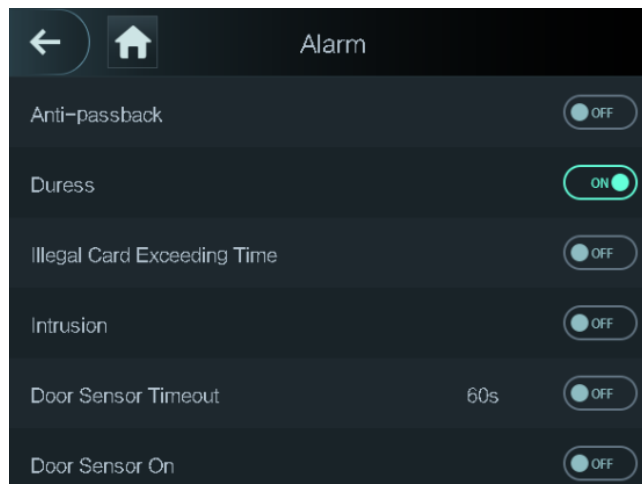 Alarm
Anti-passback OFF
Duress ON
Illegal Card Exceeding Time OFF
Intrusion OFF
Door Sensor Timeout 60s OFF
Door Sensor On OFF